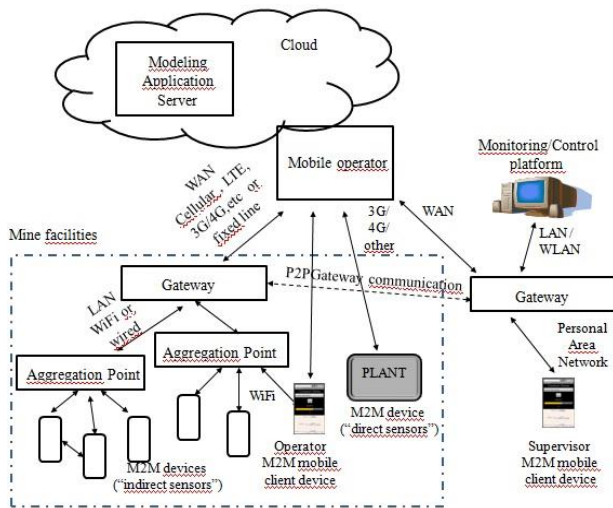 Cloud
Modeling
Application
Server
Mobile operator
Monitoring/Control
platform
WAN
Cellular, LTE,
3G/4G, etc or
fixed line
3G/
4G/
other
WAN
LAN/
WLAN
Mine facilities
Gateway
P2PGateway communication
Gateway
LAN
WiFi or
wired
Aggregation Point
Aggregation Point
WiFi
PLANT
Personal
Area
Network
M2M devices
("indirect sensors")
Operator
M2M mobile
client device
M2M device
("direct sensors")
Supervisor
M2M mobile
client device